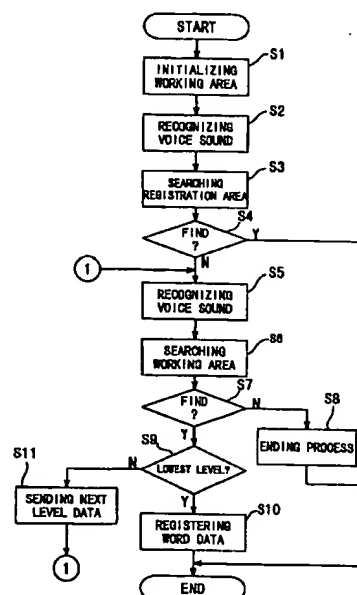 START
S1
INITIALIZING
WORKING AREA
S2
RECOGNIZING
VOICE SOUND
S3
SEARCHING
REGISTRATION AREA
S4
FIND
?
Y
N
1
S5
RECOGNIZING
VOICE SOUND
S6
SEARCHING
WORKING AREA
S7
FIND
?
N
Y
S8
ENDING PROCESS
S9
LOWEST LEVEL?
N
Y
S11
SENDING NEXT
LEVEL DATA
1
S10
REGISTERING
WORD DATA
END